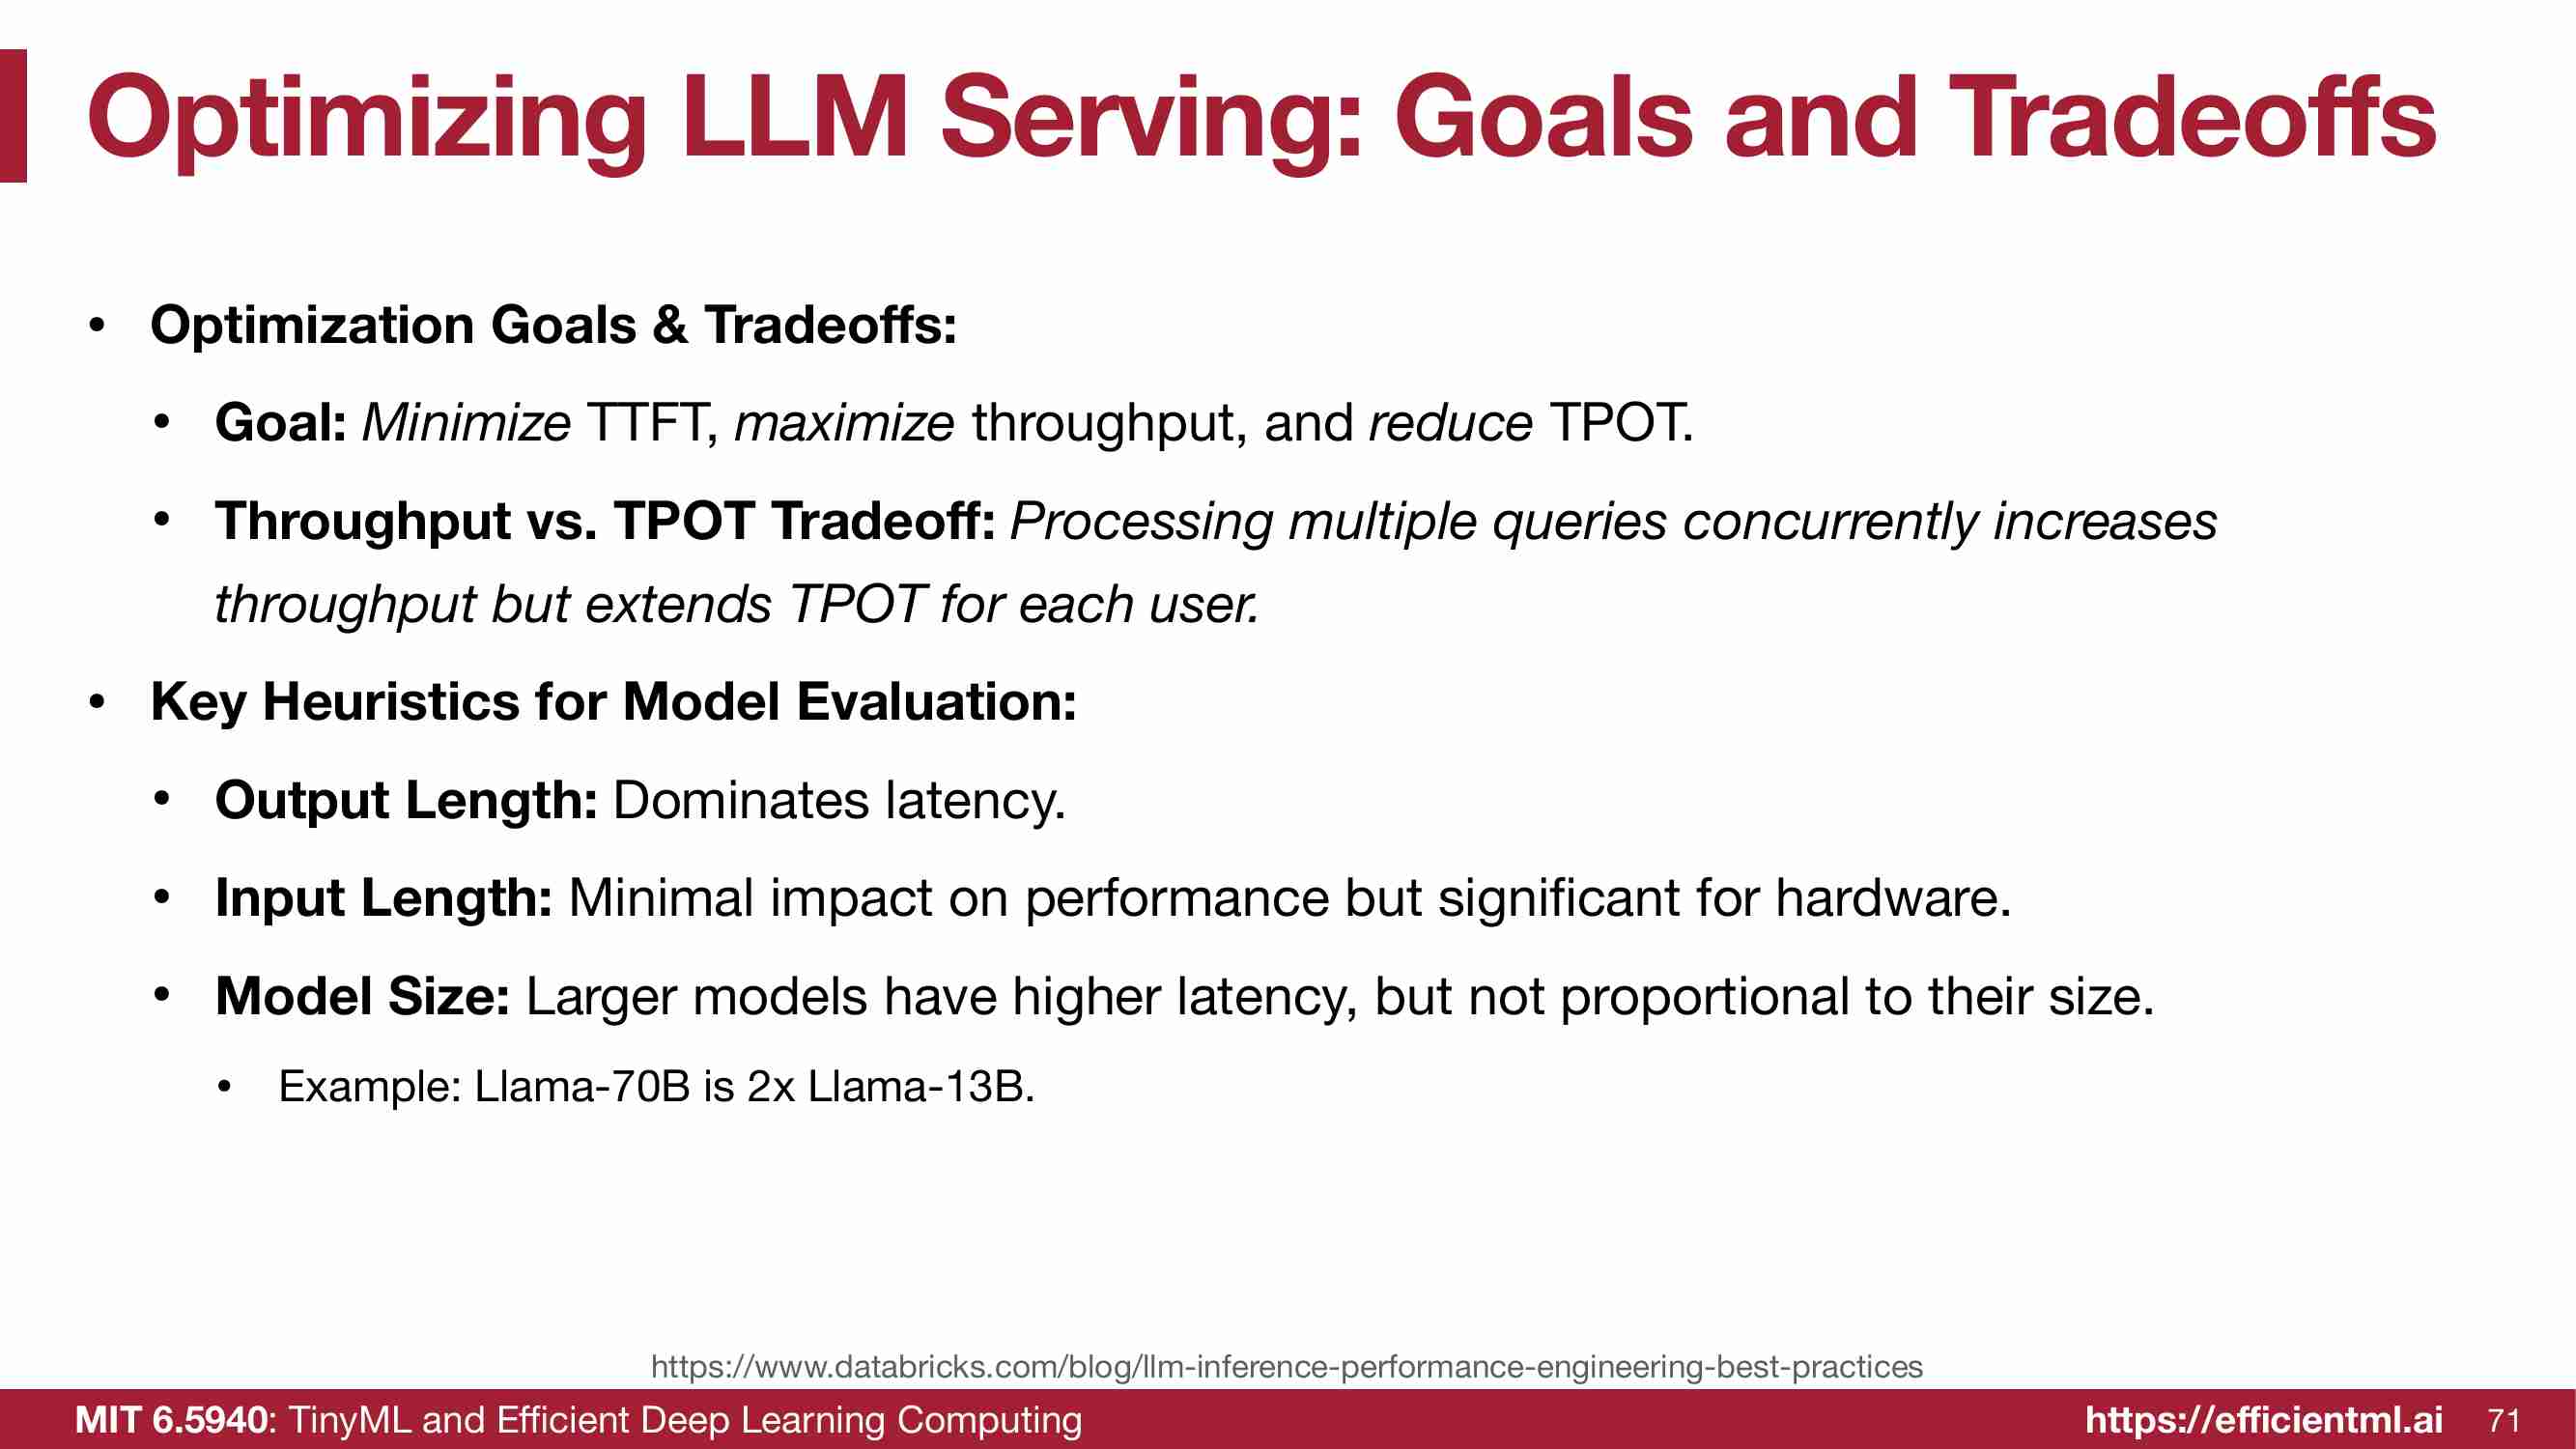 Optimizing LLM Serving: Goals and Tradeoffs
• Optimization Goals & Tradeoffs:
• Goal: Minimize TTFT, maximize throughput, and reduce TPOT.
• Throughput vs. TPOT Tradeoff: Processing multiple queries concurrently increases
throughput but extends TPOT for each user.
• Key Heuristics for Model Evaluation:
• Output Length: Dominates latency.
• Input Length: Minimal impact on performance but significant for hardware.
• Model Size: Larger models have higher latency, but not proportional to their size.
• Example: Llama-70B is 2x Llama-13B.
https://www.databricks.com/blog/llm-inference-performance-engineering-best-practices
MIT 6.5940: TinyML and Efficient Deep Learning Computing https://efficientml.ai 71